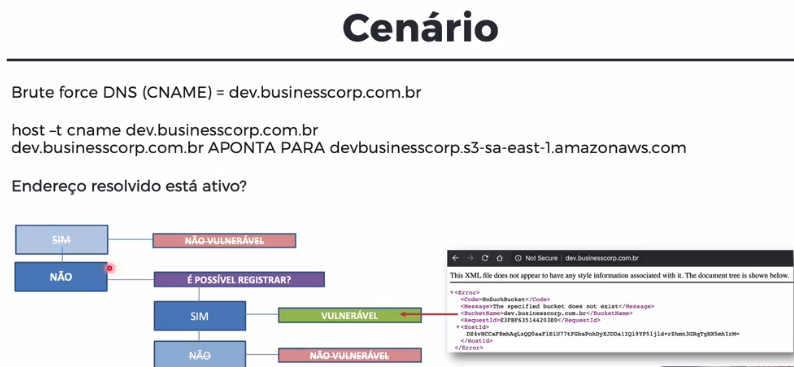 Cenário
Brute force DNS (CNAME) = dev.businesscorp.com.br
host –t cname dev.businesscorp.com.br
dev.businesscorp.com.br APONTA PARA devbusinesscorp.s3-sa-east-1.amazonaws.com
Endereço resolvido está ativo?
SIM
NÃO VULNERÁVEL
NÃO
É POSSÍVEL REGISTRAR?
SIM
VULNERÁVEL
NÃO
NÃO VULNERÁVEL
Not Secure | dev.businesscorp.com.br
This XML file does not appear to have any style information associated with it. The document tree is shown below.
▼<Error>
<Code>NoSuchBucket</Code>
<Message>The specified bucket does not exist</Message>
<BucketName>dev.businesscorp.com.br</BucketName>
<RequestId>E3FBF635144203E0</RequestId>
▼<HostId>
</HostId>
</Error>